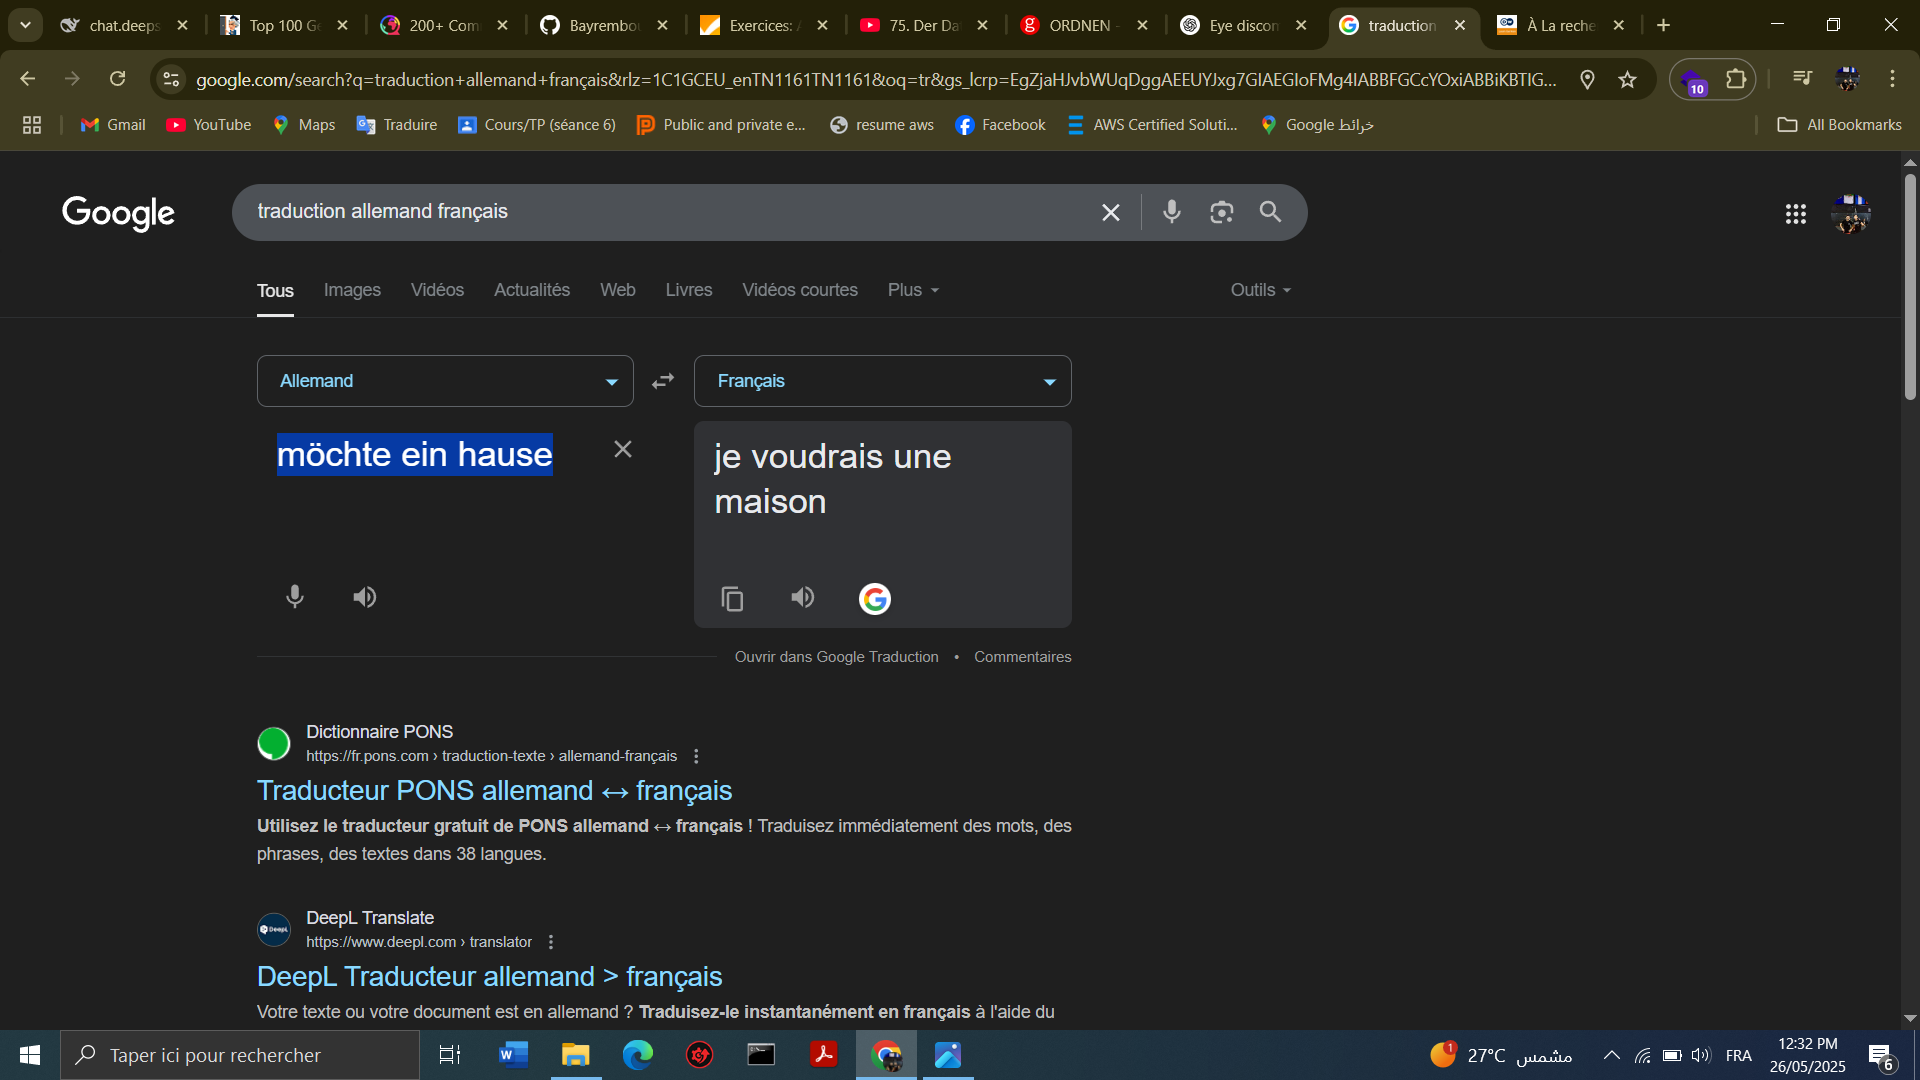 chat.deeps
Top 100 Ge
200+ Com
Bayrembou
Exercices: A
75. Der Da
ORDNEN -
Eye discon
traduction
À La reche
google.com/search?q=traduction+allemand+français&rlz=1C1GCEU_enTN1161TN1161&oq=tr&gs_lcrp=EgZjaHJvbWUqDggAEEUYJxg7GIAEGIoFMg4IABBFGCcYOxiABBiKBTIG...
10
Gmail
YouTube
Maps
Traduire
Cours/TP (séance 6)
Public and private e...
resume aws
Facebook
AWS Certified Soluti...
خرائط Google
All Bookmarks
Google
traduction allemand français
Tous
Images
Vidéos
Actualités
Web
Livres
Vidéos courtes
Plus
Outils
Allemand
Français
möchte ein hause
je voudrais une
maison
Ouvrir dans Google Traduction • Commentaires
Dictionnaire PONS
https://fr.pons.com › traduction-texte › allemand-français
Traducteur PONS allemand ↔ français
Utilisez le traducteur gratuit de PONS allemand ↔ français ! Traduisez immédiatement des mots, des
phrases, des textes dans 38 langues.
DeepL
DeepL Translate
https://www.deepl.com › translator
DeepL Traducteur allemand > français
Votre texte ou votre document est en allemand ? Traduisez-le instantanément en français à l'aide du
Taper ici pour rechercher
1
27°C مشمس
FRA
12:32 PM
26/05/2025
6